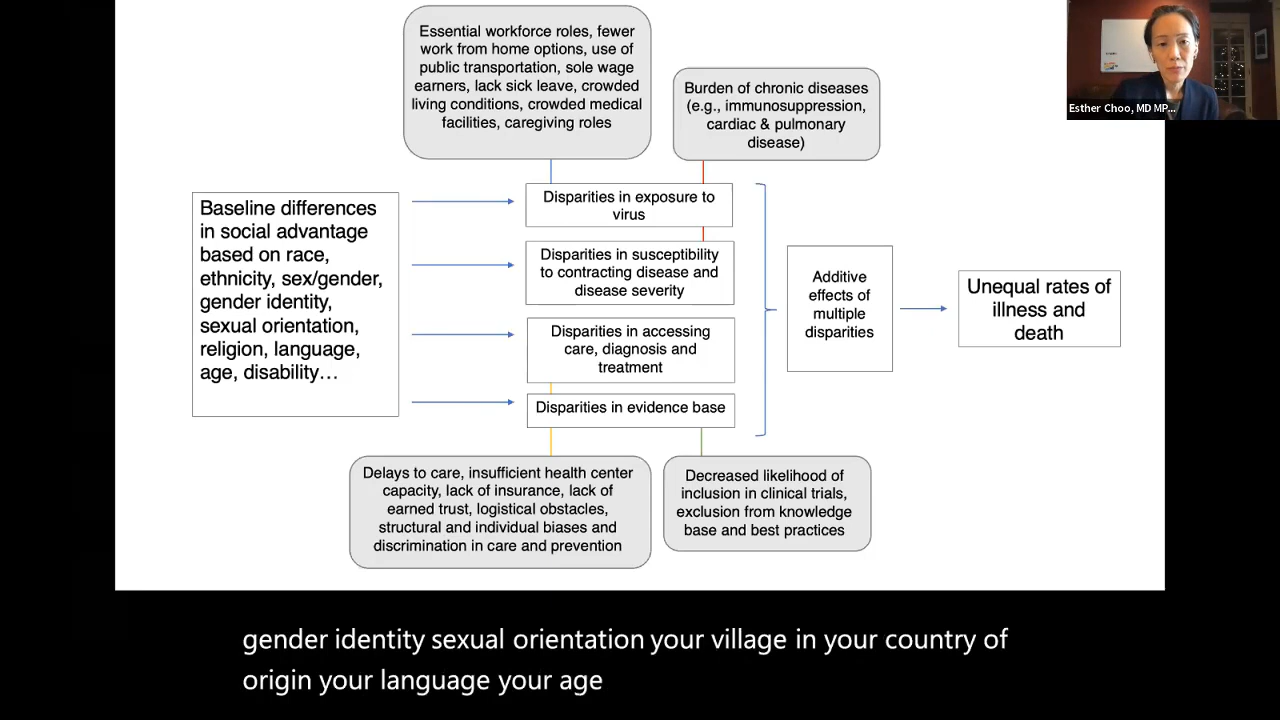 Essential workforce roles, fewer
work from home options, use of
public transportation, sole wage
earners, lack sick leave, crowded
living conditions, crowded medical
facilities, caregiving roles
Burden of chronic diseases
(e.g., immunosuppression,
cardiac & pulmonary
disease)
Esther Choo, MD MP...
Baseline differences
in social advantage
based on race,
ethnicity, sex/gender,
gender identity,
sexual orientation,
religion, language,
age, disability…
Disparities in exposure to
virus
Disparities in susceptibility
to contracting disease and
disease severity
Disparities in accessing
care, diagnosis and
treatment
Disparities in evidence base
Additive
effects of
multiple
disparities
Unequal rates of
illness and
death
Delays to care, insufficient health center
capacity, lack of insurance, lack of
earned trust, logistical obstacles,
structural and individual biases and
discrimination in care and prevention
Decreased likelihood of
inclusion in clinical trials,
exclusion from knowledge
base and best practices
gender identity sexual orientation your village in your country of
origin your language your age